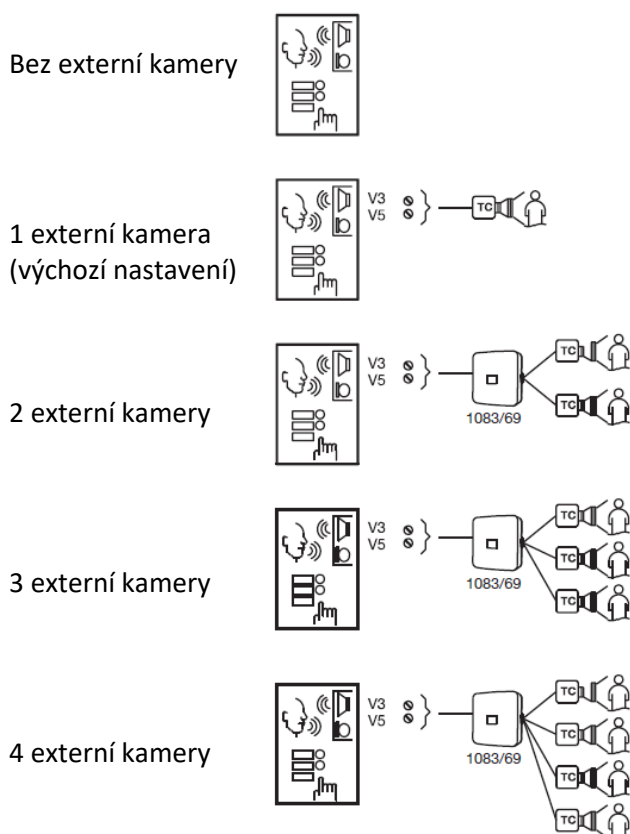 Bez externí kamery
1 externí kamera
(výchozí nastavení)
V3
V5
TC
2 externí kamery
V3
V5
1083/69
TC
TC
3 externí kamery
V3
V5
1083/69
TC
TC
TC
4 externí kamery
V3
V5
1083/69
TC
TC
TC
TC